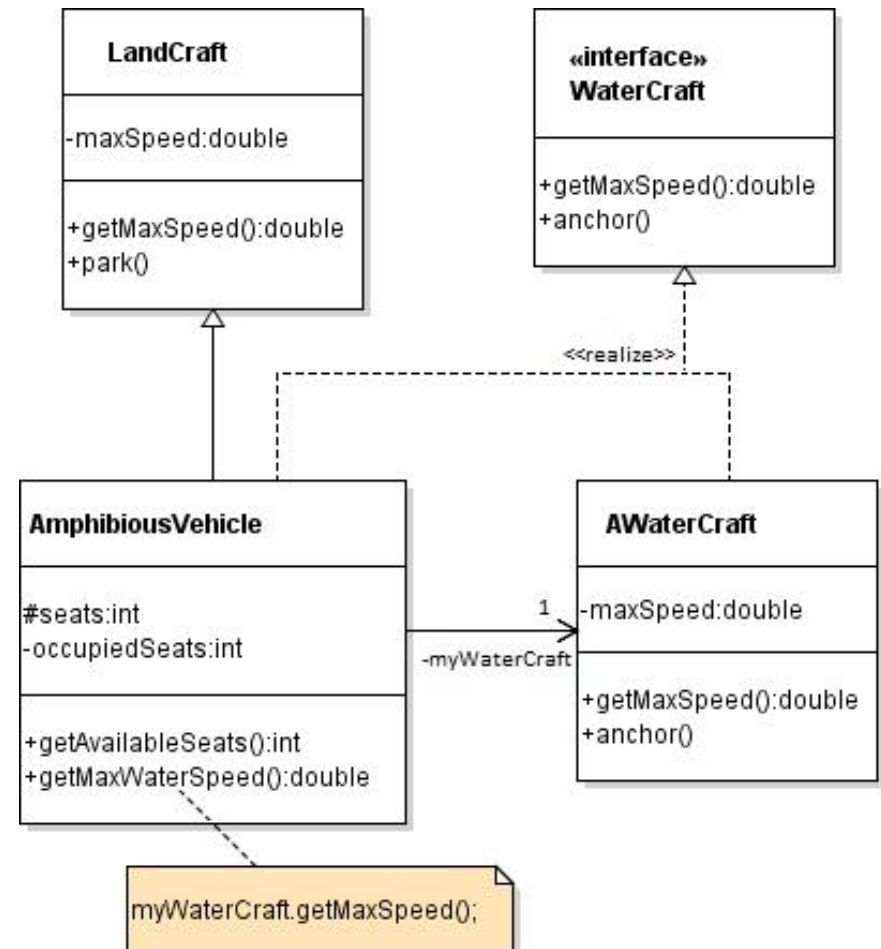 LandCraft
-maxSpeed:double
+getMaxSpeed():double
+park()
«interface»
WaterCraft
+getMaxSpeed():double
+anchor()
<<realize>>
AmphibiousVehicle
#seats:int
-occupiedSeats:int
+getAvailableSeats():int
+getMaxWaterSpeed():double
1
-myWaterCraft
AWaterCraft
-maxSpeed:double
+getMaxSpeed():double
+anchor()
myWaterCraft.getMaxSpeed();